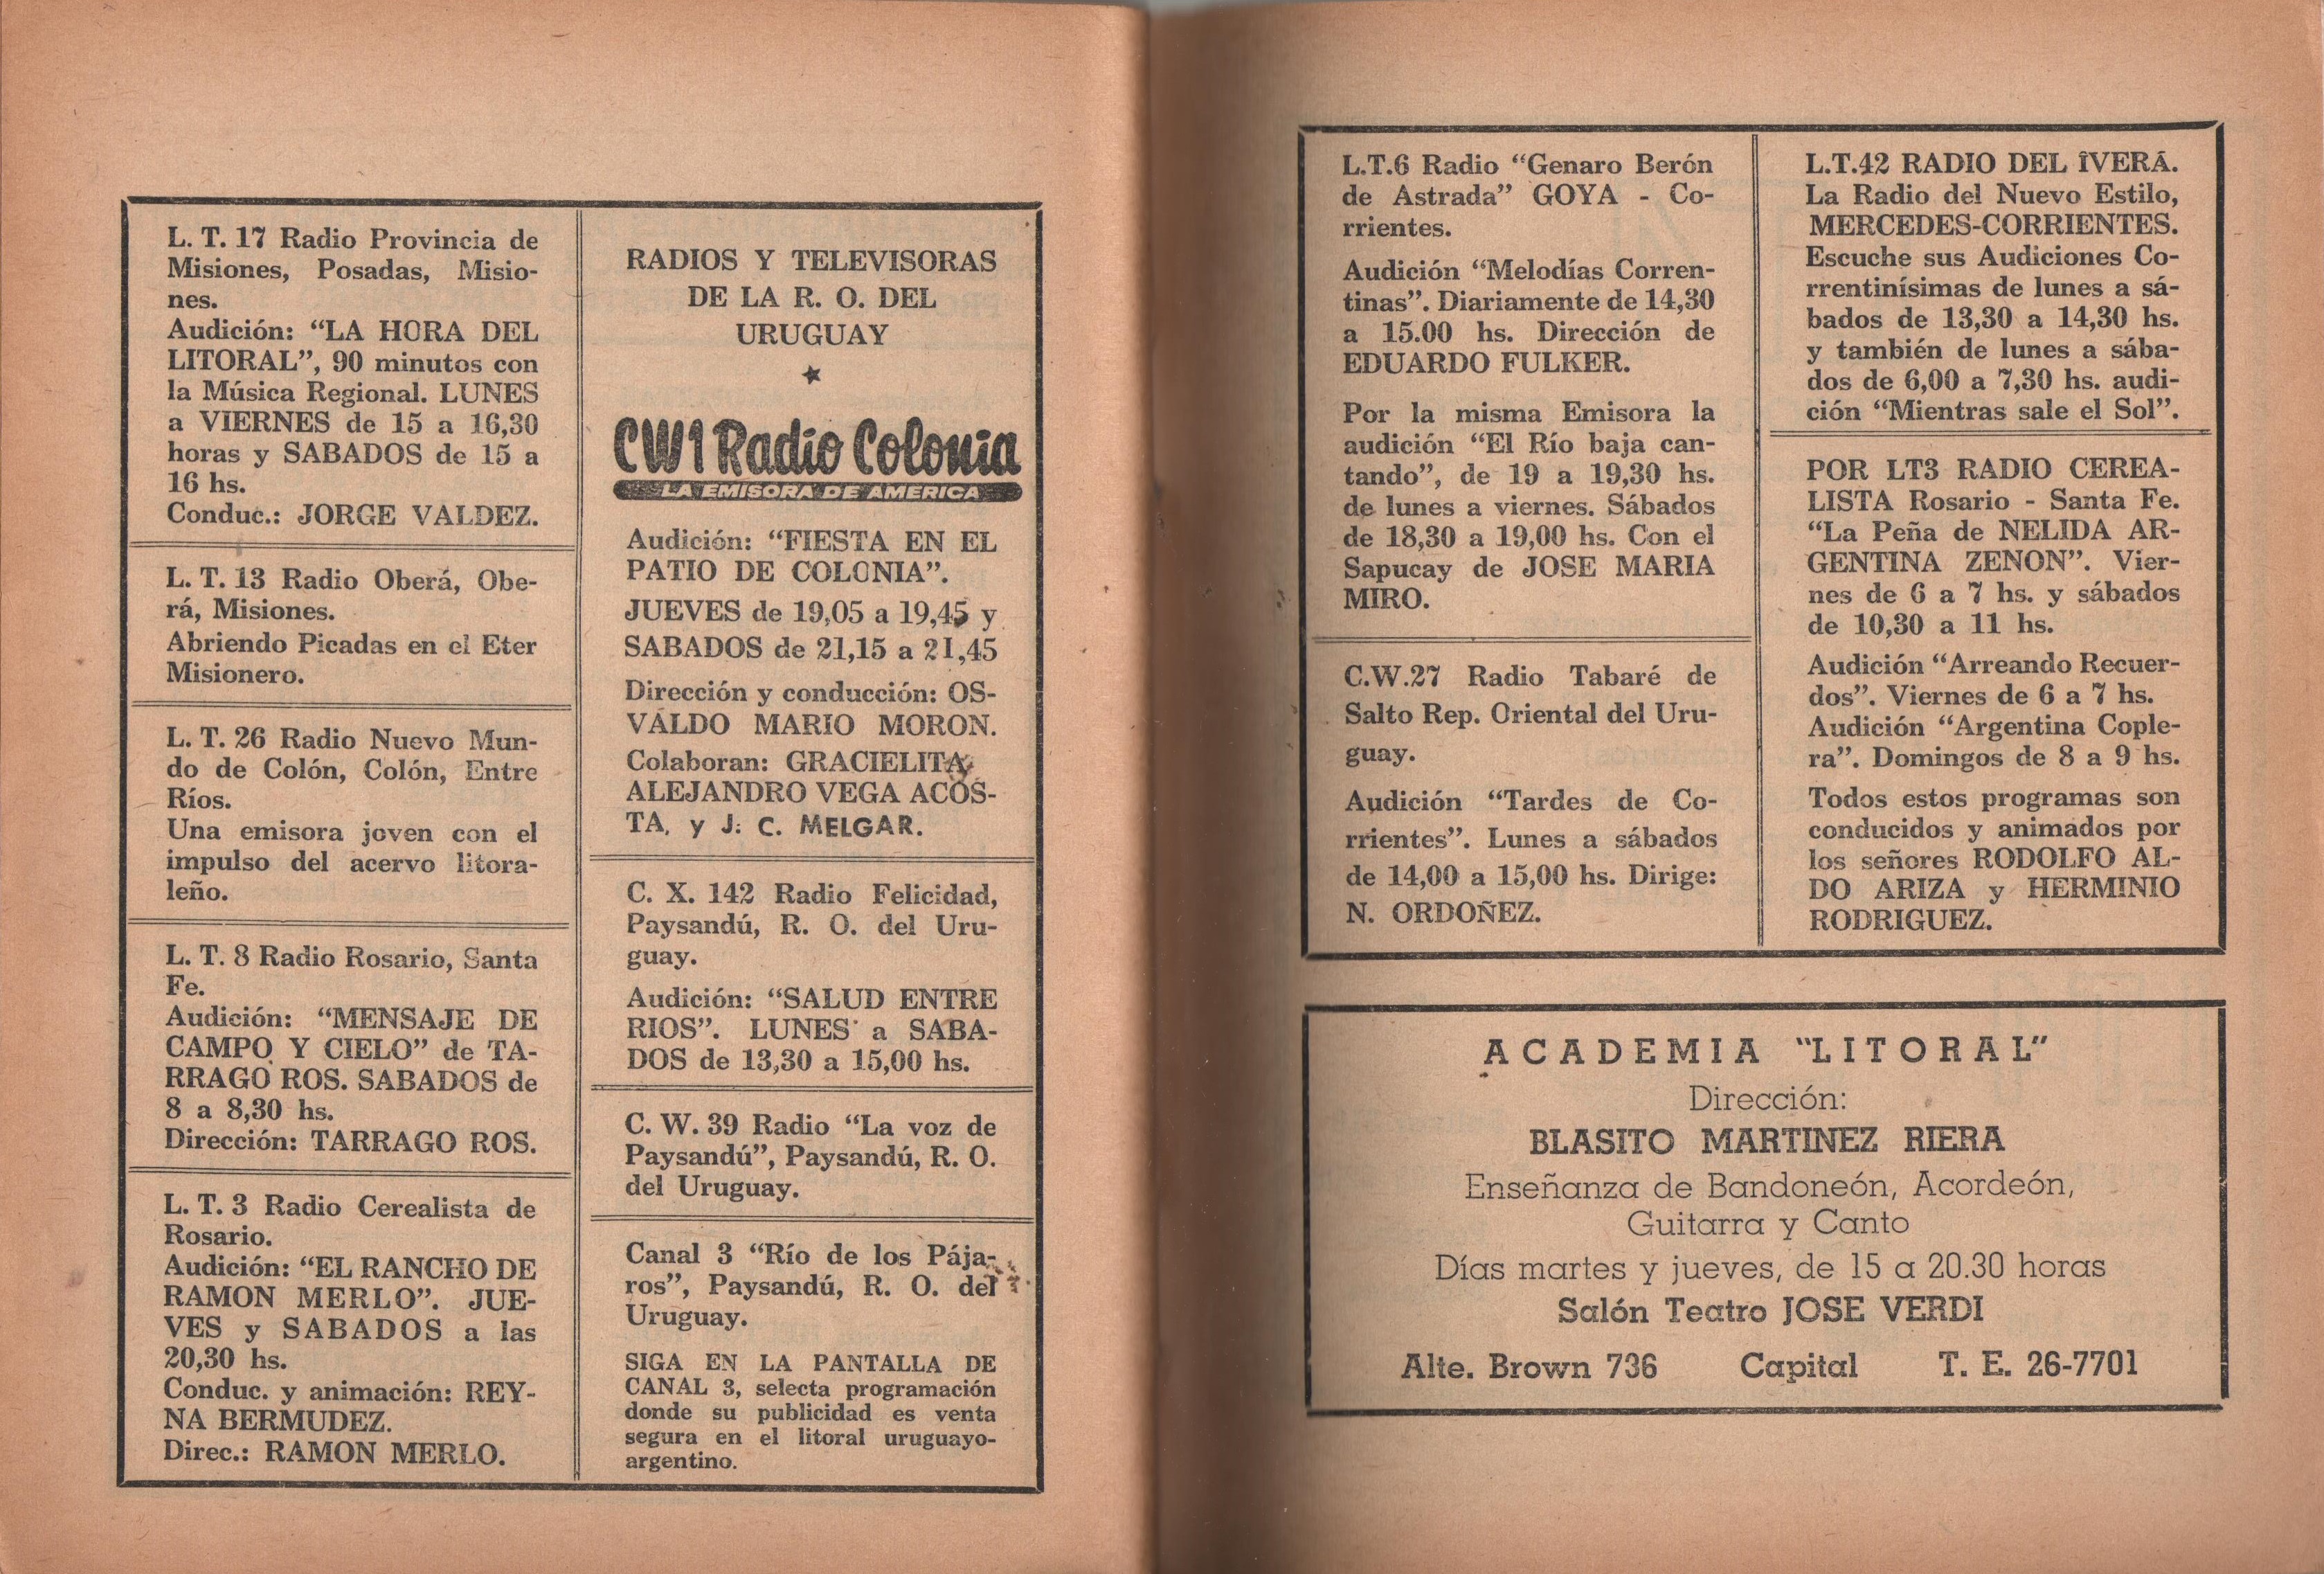 L. T. 17 Radio Provincia de
Misiones, Posadas, Misio-
nes.
Audición: “LA HORA DEL
LITORAL”, 90 minutos con
la Música Regional. LUNES
a VIERNES de 15 a 16,30
horas y SABADOS de 15 a
16 hs.
Conduc.: JORGE VALDEZ.
L. T. 13 Radio Oberá, Obe-
rá, Misiones.
Abriendo Picadas en el Eter
Misionero.
L. T. 26 Radio Nuevo Mun-
do de Colón, Colón, Entre
Ríos.
Una emisora joven con el
impulso del acervo litora-
leño.
L. T. 8 Radio Rosario, Santa
Fe.
Audición: “MENSAJE DE
CAMPO Y CIELO” de TA-
RRAGO ROS. SABADOS de
8 a 8,30 hs.
Dirección: TARRAGO ROS.
L. T. 3 Radio Cerealista de
Rosario.
Audición: “EL RANCHO DE
RAMON MERLO”. JUE-
VES y SABADOS a las
20,30 hs.
Conduc. y animación: REY-
NA BERMUDEZ.
Direc.: RAMON MERLO.
RADIOS Y TELEVISORAS
DE LA R. O. DEL
URUGUAY
CW1 Radio Colonia
LA EMISORA DE AMERICA
Audición: “FIESTA EN EL
PATIO DE COLONIA”.
JUEVES de 19,05 a 19,45 y
SABADOS de 21,15 a 21,45
Dirección y conducción: OS-
VALDO MARIO MORON.
Colaboran: GRACIELITA,
ALEJANDRO VEGA ACOS-
TA, y J. C. MELGAR.
C. X. 142 Radio Felicidad,
Paysandú, R. O. del Uru-
guay.
Audición: “SALUD ENTRE
RIOS”. LUNES a SABA-
DOS de 13,30 a 15,00 hs.
C. W. 39 Radio “La voz de
Paysandú”, Paysandú, R. O.
del Uruguay.
Canal 3 “Río de los Pája-
ros”, Paysandú, R. O. del
Uruguay.
SIGA EN LA PANTALLA DE
CANAL 3, selecta programación
donde su publicidad es venta
segura en el litoral uruguayo-
argentino.
L.T.6 Radio “Genaro Berón
de Astrada” GOYA - Co-
rrientes.
Audición “Melodías Corren-
tinas”. Diariamente de 14,30
a 15.00 hs. Dirección de
EDUARDO FULKER.
Por la misma Emisora la
audición “El Río baja can-
tando”, de 19 a 19,30 hs.
de lunes a viernes. Sábados
de 18,30 a 19,00 hs. Con el
Sapucay de JOSE MARIA
MIRO.
C.W.27 Radio Tabaré de
Salto Rep. Oriental del Uru-
guay.
Audición “Tardes de Co-
rrientes”. Lunes a sábados
de 14,00 a 15,00 hs. Dirige:
N. ORDOÑEZ.
L.T.42 RADIO DEL ÎVERÁ.
La Radio del Nuevo Estilo,
MERCEDES-CORRIENTES.
Escuche sus Audiciones Co-
rrentinísimas de lunes a sá-
bados de 13,30 a 14,30 hs.
y también de lunes a sába-
dos de 6,00 a 7,30 hs. audi-
ción “Mientras sale el Sol”.
POR LT3 RADIO CEREA-
LISTA Rosario - Santa Fe.
“La Peña de NELIDA AR-
GENTINA ZENON”. Vier-
nes de 6 a 7 hs. y sábados
de 10,30 a 11 hs.
Audición “Arreando Recuer-
dos”. Viernes de 6 a 7 hs.
Audición “Argentina Cople-
ra”. Domingos de 8 a 9 hs.
Todos estos programas son
conducidos y animados por
los señores RODOLFO AL-
DO ARIZA y HERMINIO
RODRIGUEZ.
ACADEMIA “LITORAL”
Dirección:
BLASITO MARTINEZ RIERA
Enseñanza de Bandoneón, Acordeón,
Guitarra y Canto
Días martes y jueves, de 15 a 20.30 horas
Salón Teatro JOSE VERDI
Alte. Brown 736 Capital T. E. 26-7701